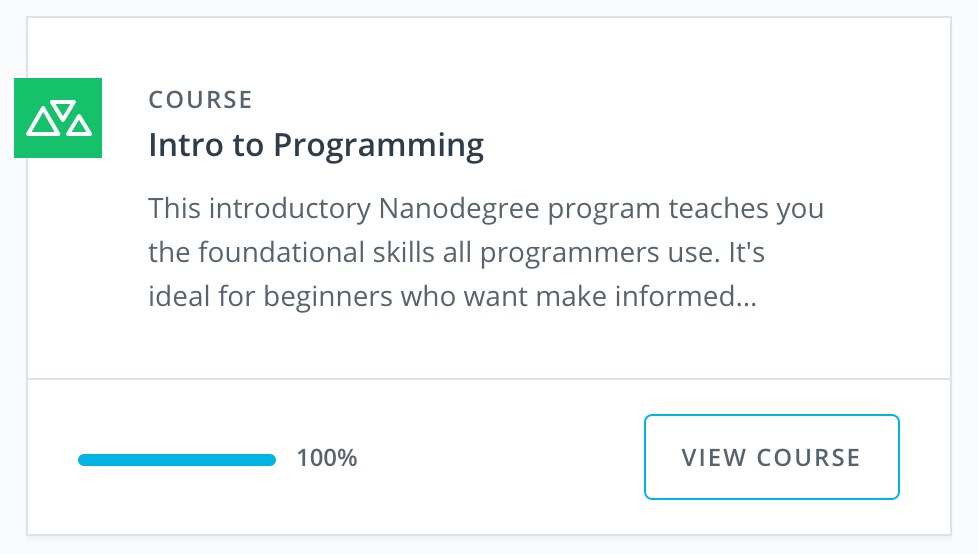 COURSE
Intro to Programming
This introductory Nanodegree program teaches you
the foundational skills all programmers use. It's
ideal for beginners who want make informed...
100%
VIEW COURSE